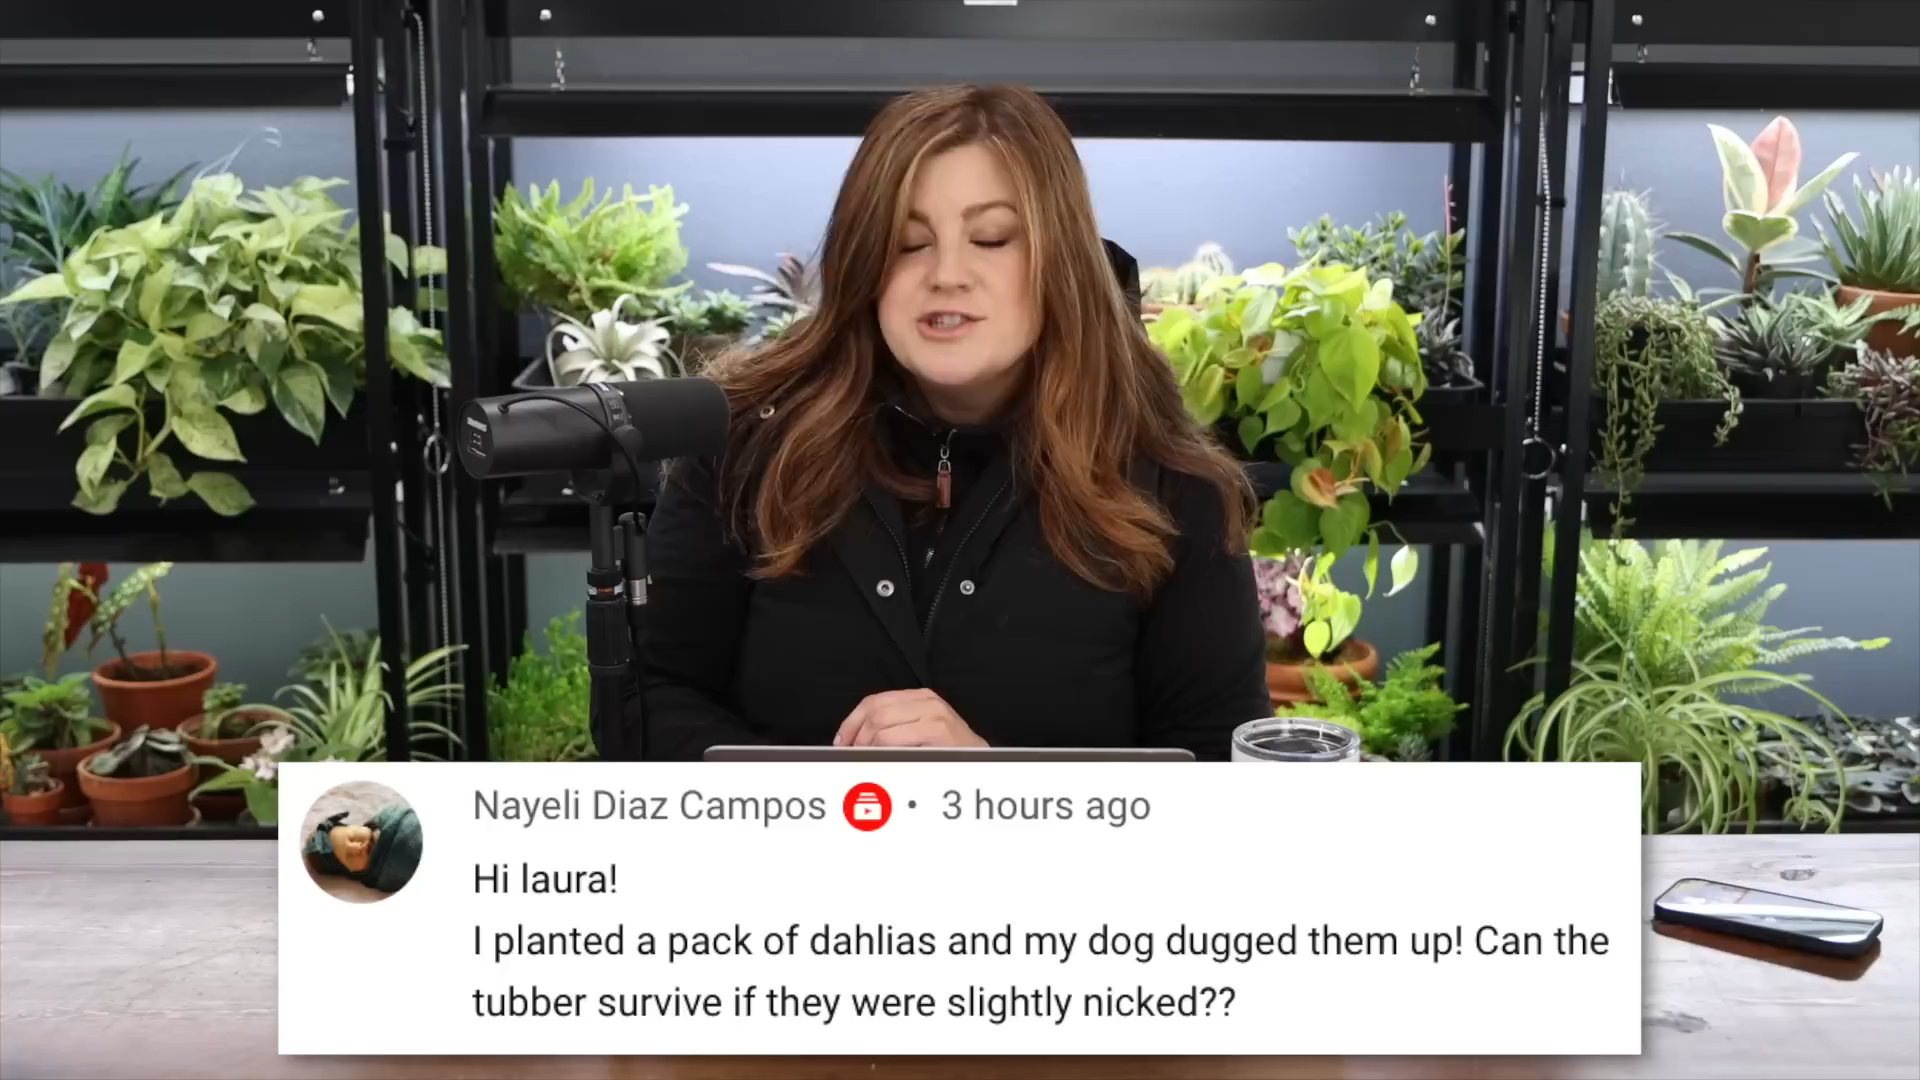 Nayeli Diaz Campos • 3 hours ago
Hi laura!
I planted a pack of dahlias and my dog dugged them up! Can the
tubber survive if they were slightly nicked??